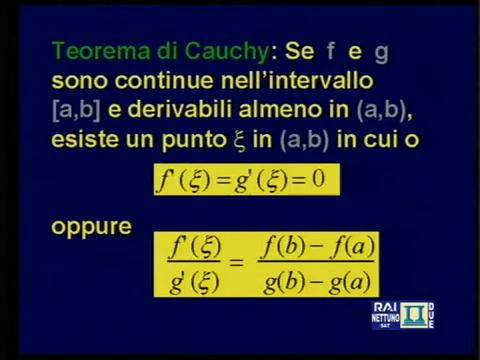 Teorema di Cauchy: Se f e g
sono continue nell'intervallo
[a,b] e derivabili almeno in (a,b),
esiste un punto ξ in (a,b) in cui o
f'(ξ) = g'(ξ) = 0
oppure
f'(ξ) / g'(ξ) = f(b) − f(a) / g(b) − g(a)
RAI
NETTUNO
SAT
DUE